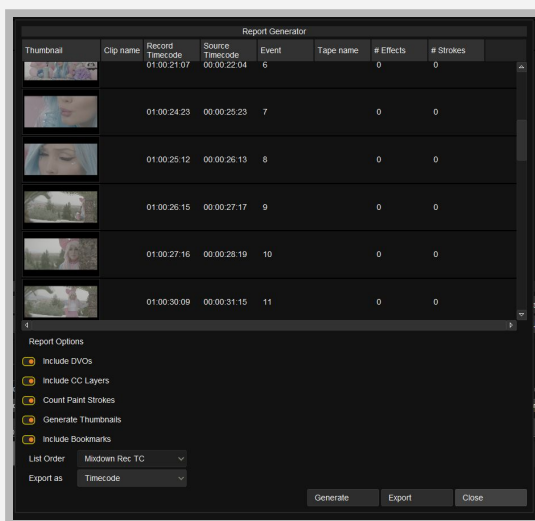 Report Generator
Thumbnail Clip name Record Timecode Source Timecode Event Tape name # Effects # Strokes
01:00:21:07 00:00:22:04 6 0 0
01:00:24:23 00:00:25:23 7 0 0
01:00:25:12 00:00:26:13 8 0 0
01:00:26:15 00:00:27:17 9 0 0
01:00:27:16 00:00:28:19 10 0 0
01:00:30:09 00:00:31:15 11 0 0
Report Options
Include DVOs
Include CC Layers
Count Paint Strokes
Generate Thumbnails
Include Bookmarks
List Order Mixdown Rec TC
Export as Timecode
Generate Export Close